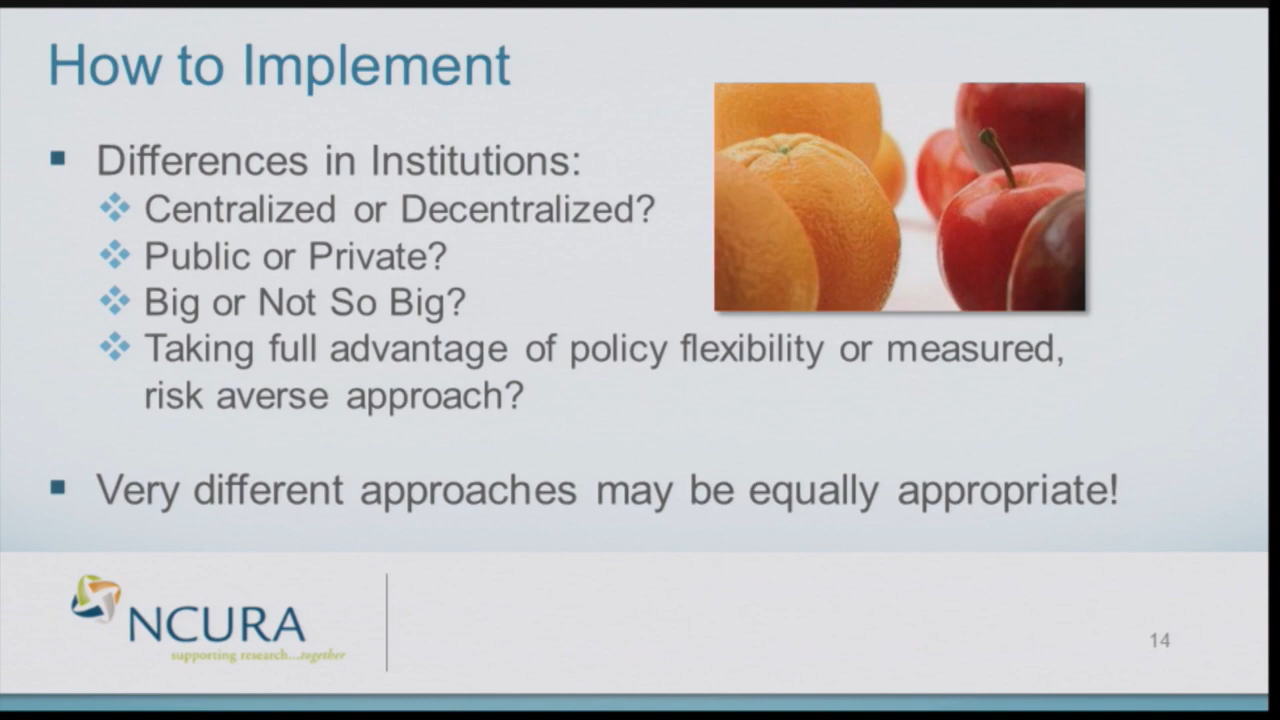 How to Implement
Differences in Institutions:
Centralized or Decentralized?
Public or Private?
Big or Not So Big?
Taking full advantage of policy flexibility or measured,
risk averse approach?
Very different approaches may be equally appropriate!
NCURA
supporting research...together
14